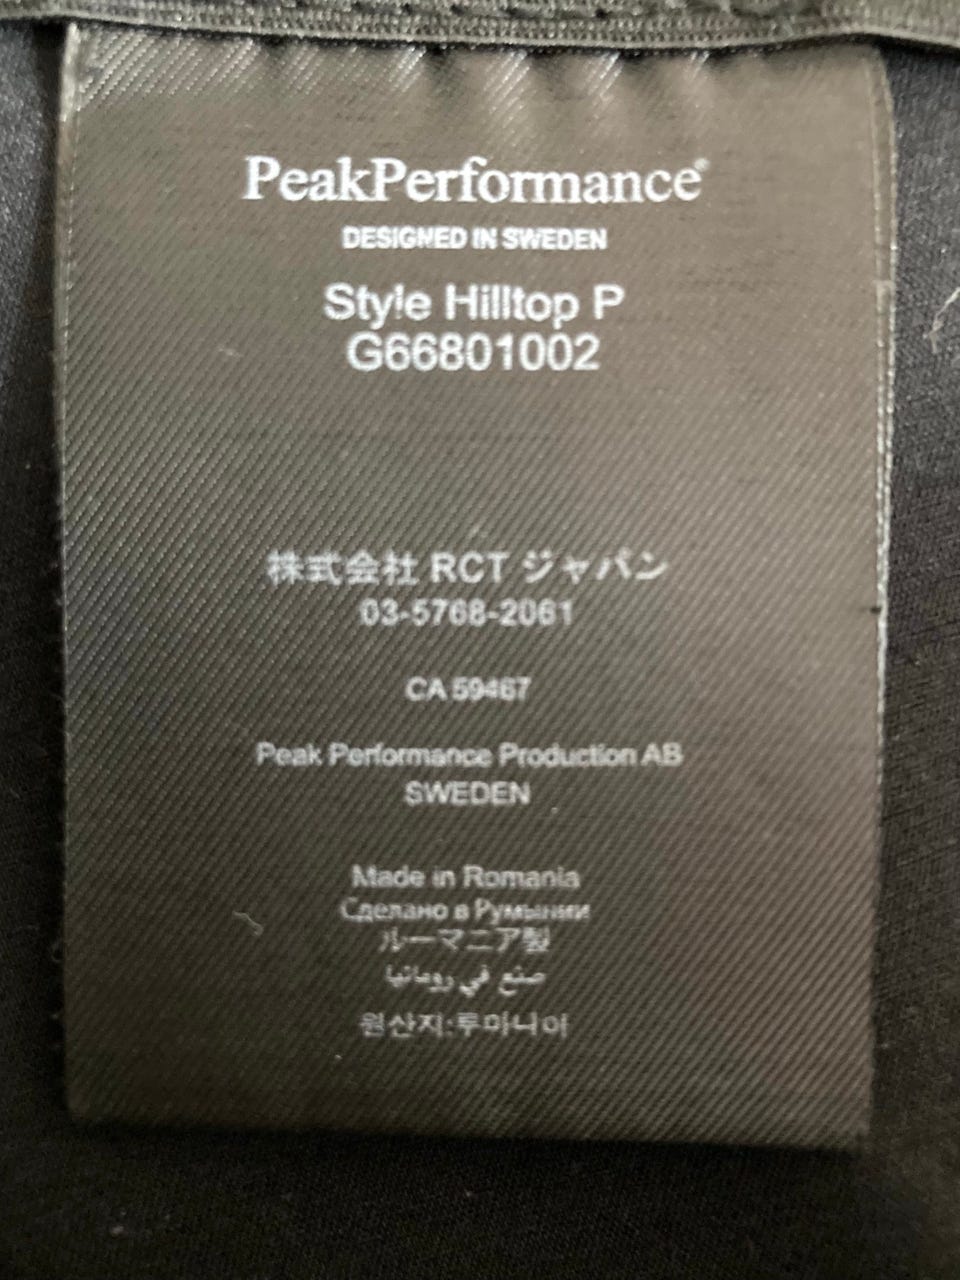 PeakPerformance®
DESIGNED IN SWEDEN
Style Hilltop P
G66801002
株式会社 RCT ジャパン
03-5768-2061
CA 59467
Peak Performance Production AB
SWEDEN
Made in Romania
Сделано в Румынии
ルーマニア製
صنع في رومانيا
원산지:루마니아